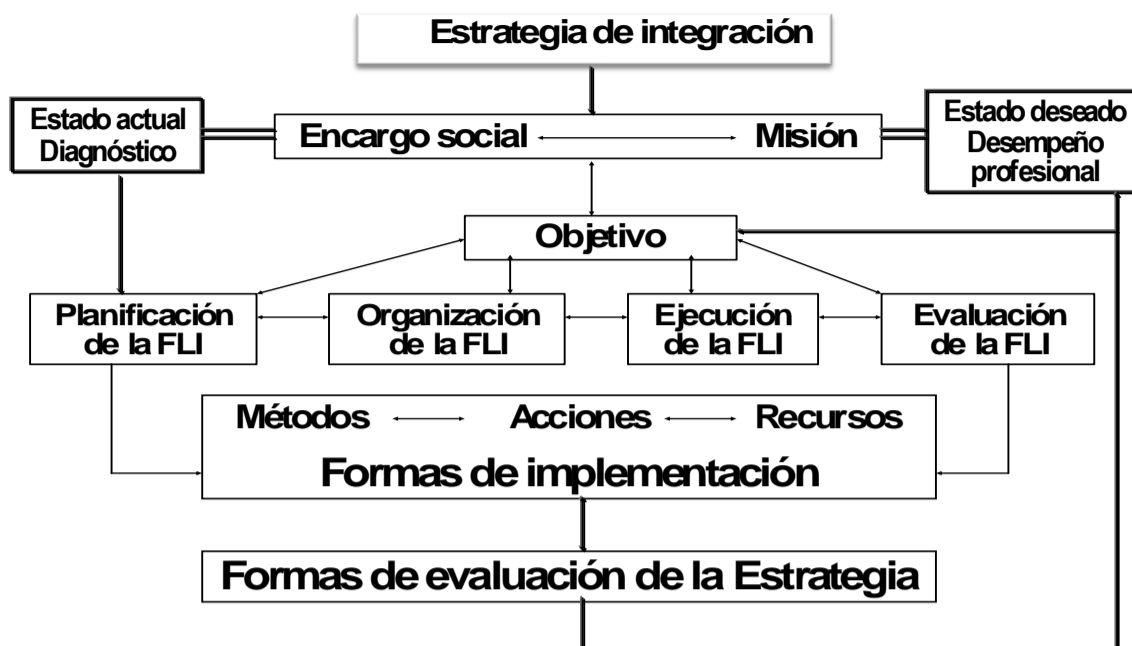 Estrategia de integración
Estado actual
Diagnóstico
Encargo social
Misión
Estado deseado
Desempeño
profesional
Objetivo
Planificación
de la FLI
Organización
de la FLI
Ejecución
de la FLI
Evaluación
de la FLI
Métodos
Acciones
Recursos
Formas de implementación
Formas de evaluación de la Estrategia